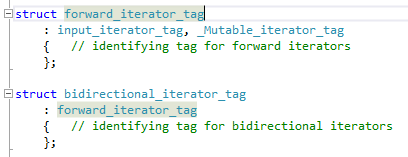 struct forward_iterator_tag
: input_iterator_tag, _Mutable_iterator_tag
{ // identifying tag for forward iterators
};
struct bidirectional_iterator_tag
: forward_iterator_tag
{ // identifying tag for bidirectional iterators
};